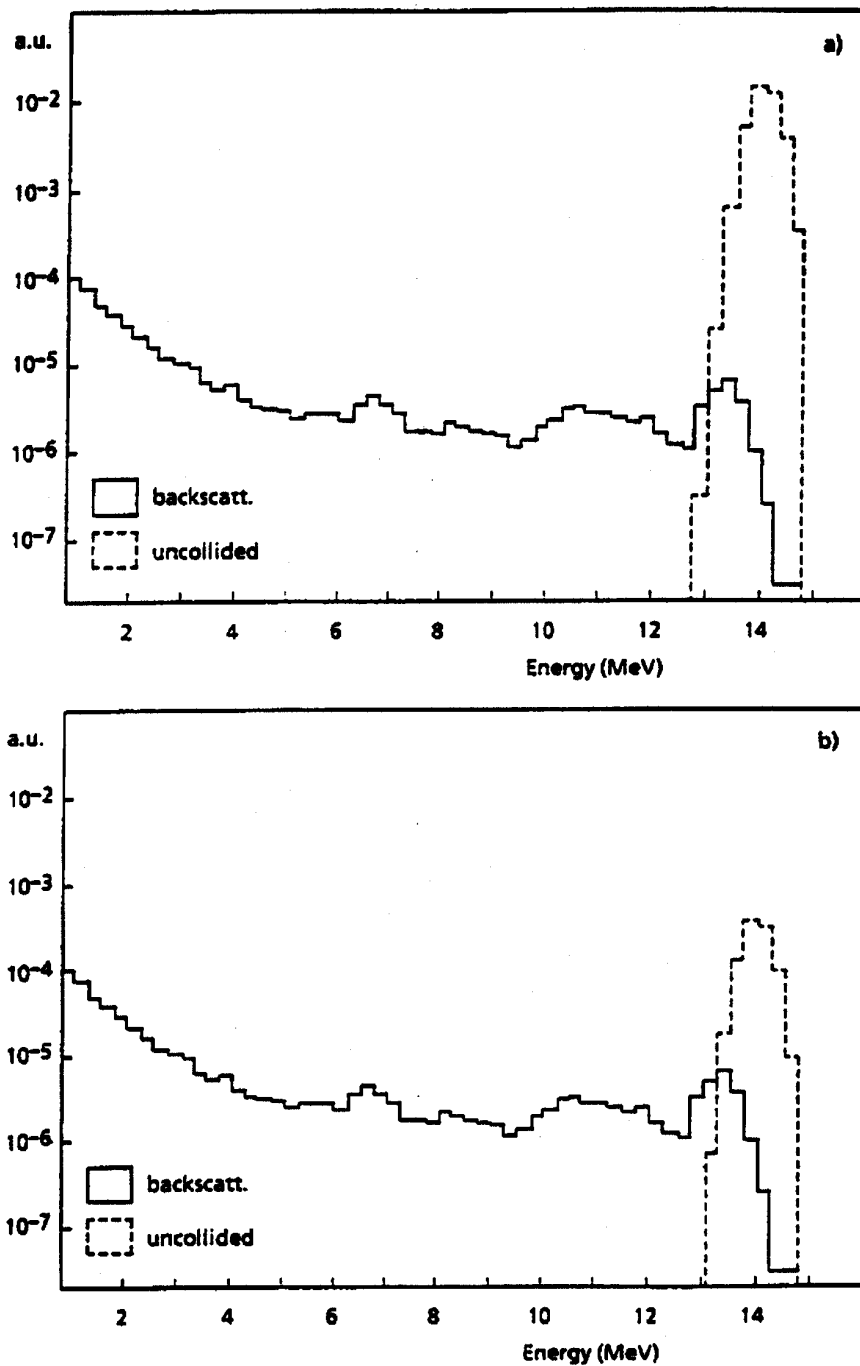 a.u.
a)
10⁻²
10⁻³
10⁻⁴
10⁻⁵
10⁻⁶
10⁻⁷
backscatt.
uncollided
2 4 6 8 10 12 14
Energy (MeV)
a.u.
b)
10⁻²
10⁻³
10⁻⁴
10⁻⁵
10⁻⁶
10⁻⁷
backscatt.
uncollided
2 4 6 8 10 12 14
Energy (MeV)